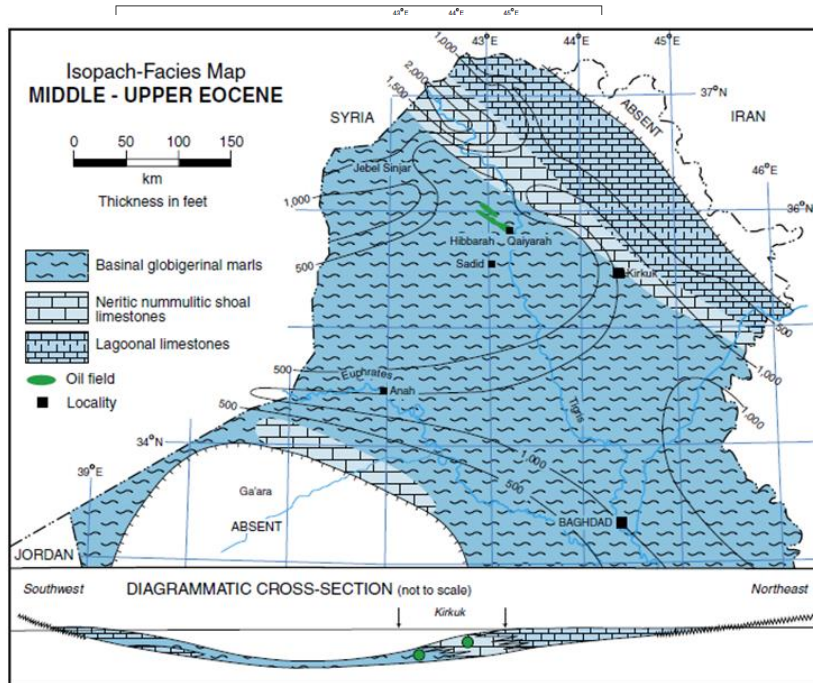 43°E 44°E 45°E
Isopach-Facies Map
MIDDLE - UPPER EOCENE
0 50 100 150
km
Thickness in feet
Basinal globigerinal marls
Neritic nummulitic shoal
limestones
Lagoonal limestones
Oil field
Locality
SYRIA
43°E
44°E
45°E
1,000
2,000
1,500
ABSENT
37°N
IRAN
46°E
36°N
Jebel Sinjar
1,000
500
Hibbarah Qaiyarah
Sadid
Kirkuk
500
1,000
500
Euphrates
Anah
Tigris
1,000
500
34°N
39°E
1,000
500
Ga'ara
ABSENT
BAGHDAD
JORDAN
Southwest
DIAGRAMMATIC CROSS-SECTION (not to scale)
Northeast
Kirkuk